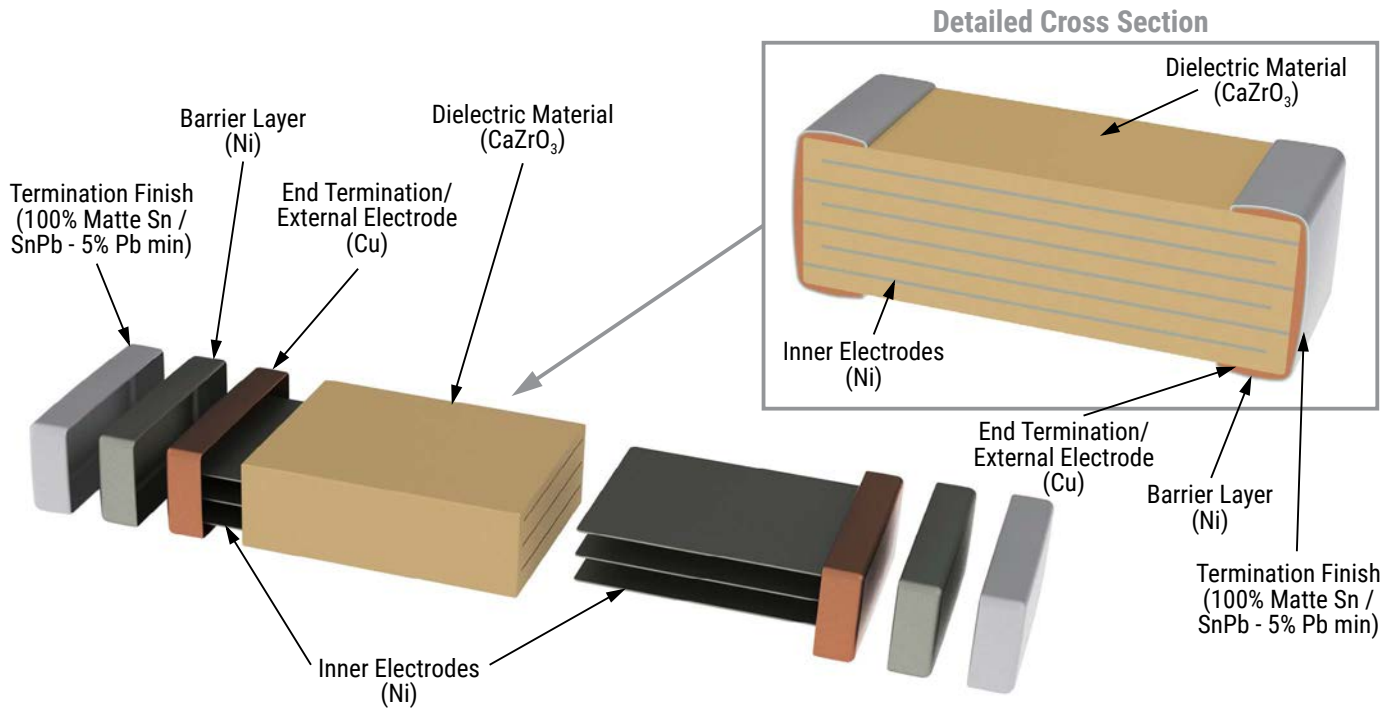 Detailed Cross Section
Dielectric Material
(CaZrO₃)
Barrier Layer
(Ni)
Dielectric Material
(CaZrO₃)
Termination Finish
(100% Matte Sn /
SnPb - 5% Pb min)
End Termination/
External Electrode
(Cu)
Inner Electrodes
(Ni)
End Termination/
External Electrode
(Cu)
Barrier Layer
(Ni)
Termination Finish
(100% Matte Sn /
SnPb - 5% Pb min)
Inner Electrodes
(Ni)